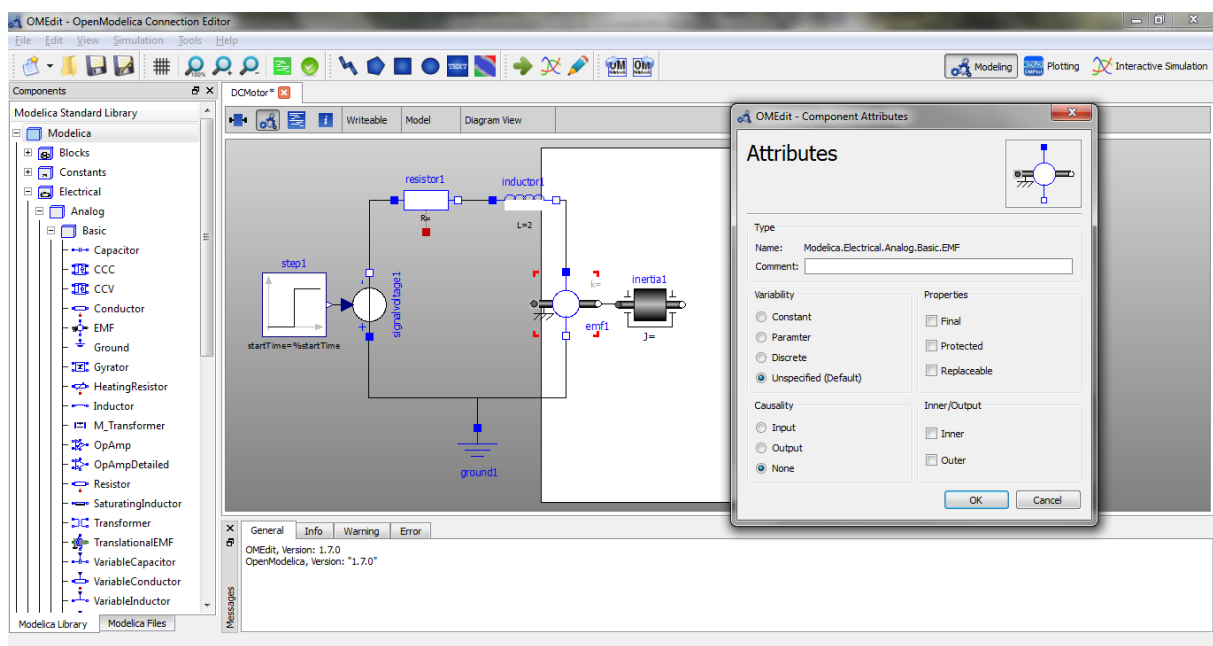 OMEdit - OpenModelica Connection Editor
File Edit View Simulation Tools Help
100%
TEXT
OM
OM
Modeling
Plotting
Interactive Simulation
Components
DCMotor*
Modelica Standard Library
Modelica
Blocks
Constants
Electrical
Analog
Basic
Capacitor
CCC
CCV
Conductor
EMF
Ground
Gyrator
HeatingResistor
Inductor
M_Transformer
OpAmp
OpAmpDetailed
Resistor
SaturatingInductor
Transformer
TranslationalEMF
VariableCapacitor
VariableConductor
VariableInductor
Modelica Library
Modelica Files
Writeable
Model
Diagram View
resistor1
R=
inductor1
L=2
step1
startTime=%startTime
signalvoltage1
-
+
k=
emf1
inertia1
J=
ground1
OMEdit - Component Attributes
Attributes
Type
Name: Modelica.Electrical.Analog.Basic.EMF
Comment:
Variability
Constant
Paramter
Discrete
Unspecified (Default)
Properties
Final
Protected
Replaceable
Causality
Input
Output
None
Inner/Output
Inner
Outer
OK
Cancel
General
Info
Warning
Error
OMEdit, Version: 1.7.0
OpenModelica, Version: "1.7.0"
Messages